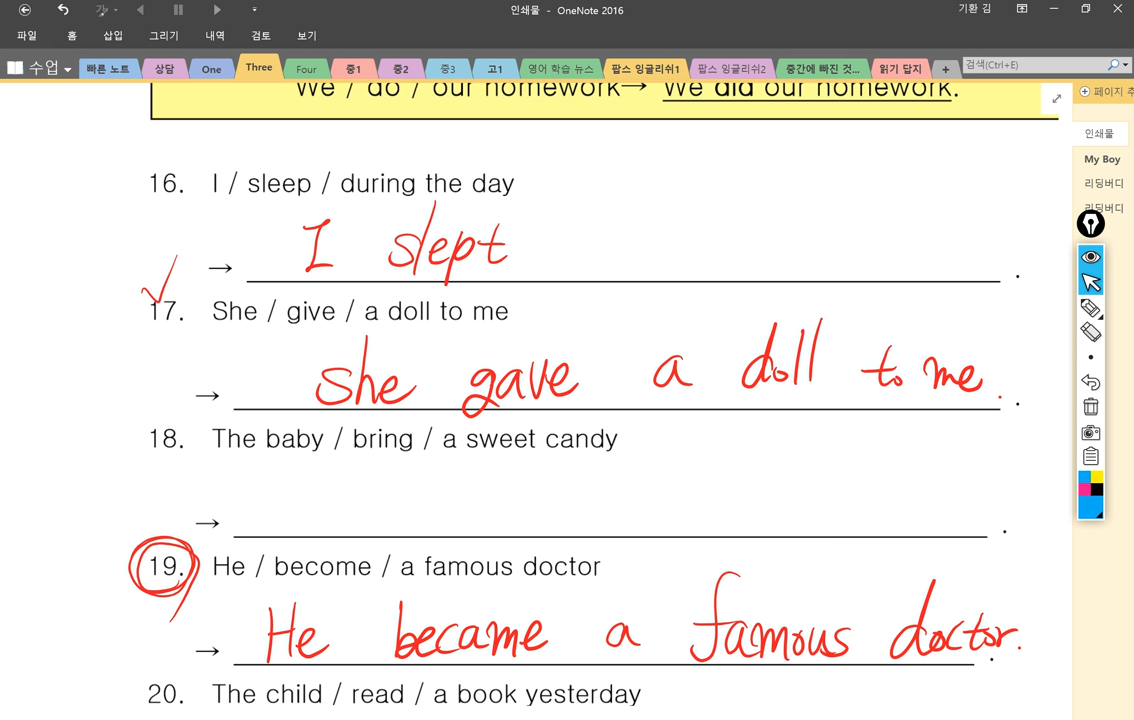 인쇄물 - OneNote 2016
기환 김
파일 홈 삽입 그리기 내역 검토 보기
수업 빠른 노트 상담 One Three Four 중1 중2 중3 고1 영어 학습 뉴스 팝스 잉글리쉬1 팝스 잉글리쉬2 중간에 빠진 것... 읽기 답지 + 검색(Ctrl+E)
We / do / our homework→ We did our homework.
페이지 추
인쇄물
My Boy
리딩버디
리딩버디
16. I / sleep / during the day
→ I slept .
17. She / give / a doll to me
→ she gave a doll to me. .
18. The baby / bring / a sweet candy
→ .
19. He / become / a famous doctor
→ He became a famous doctor. .
20. The child / read / a book yesterday